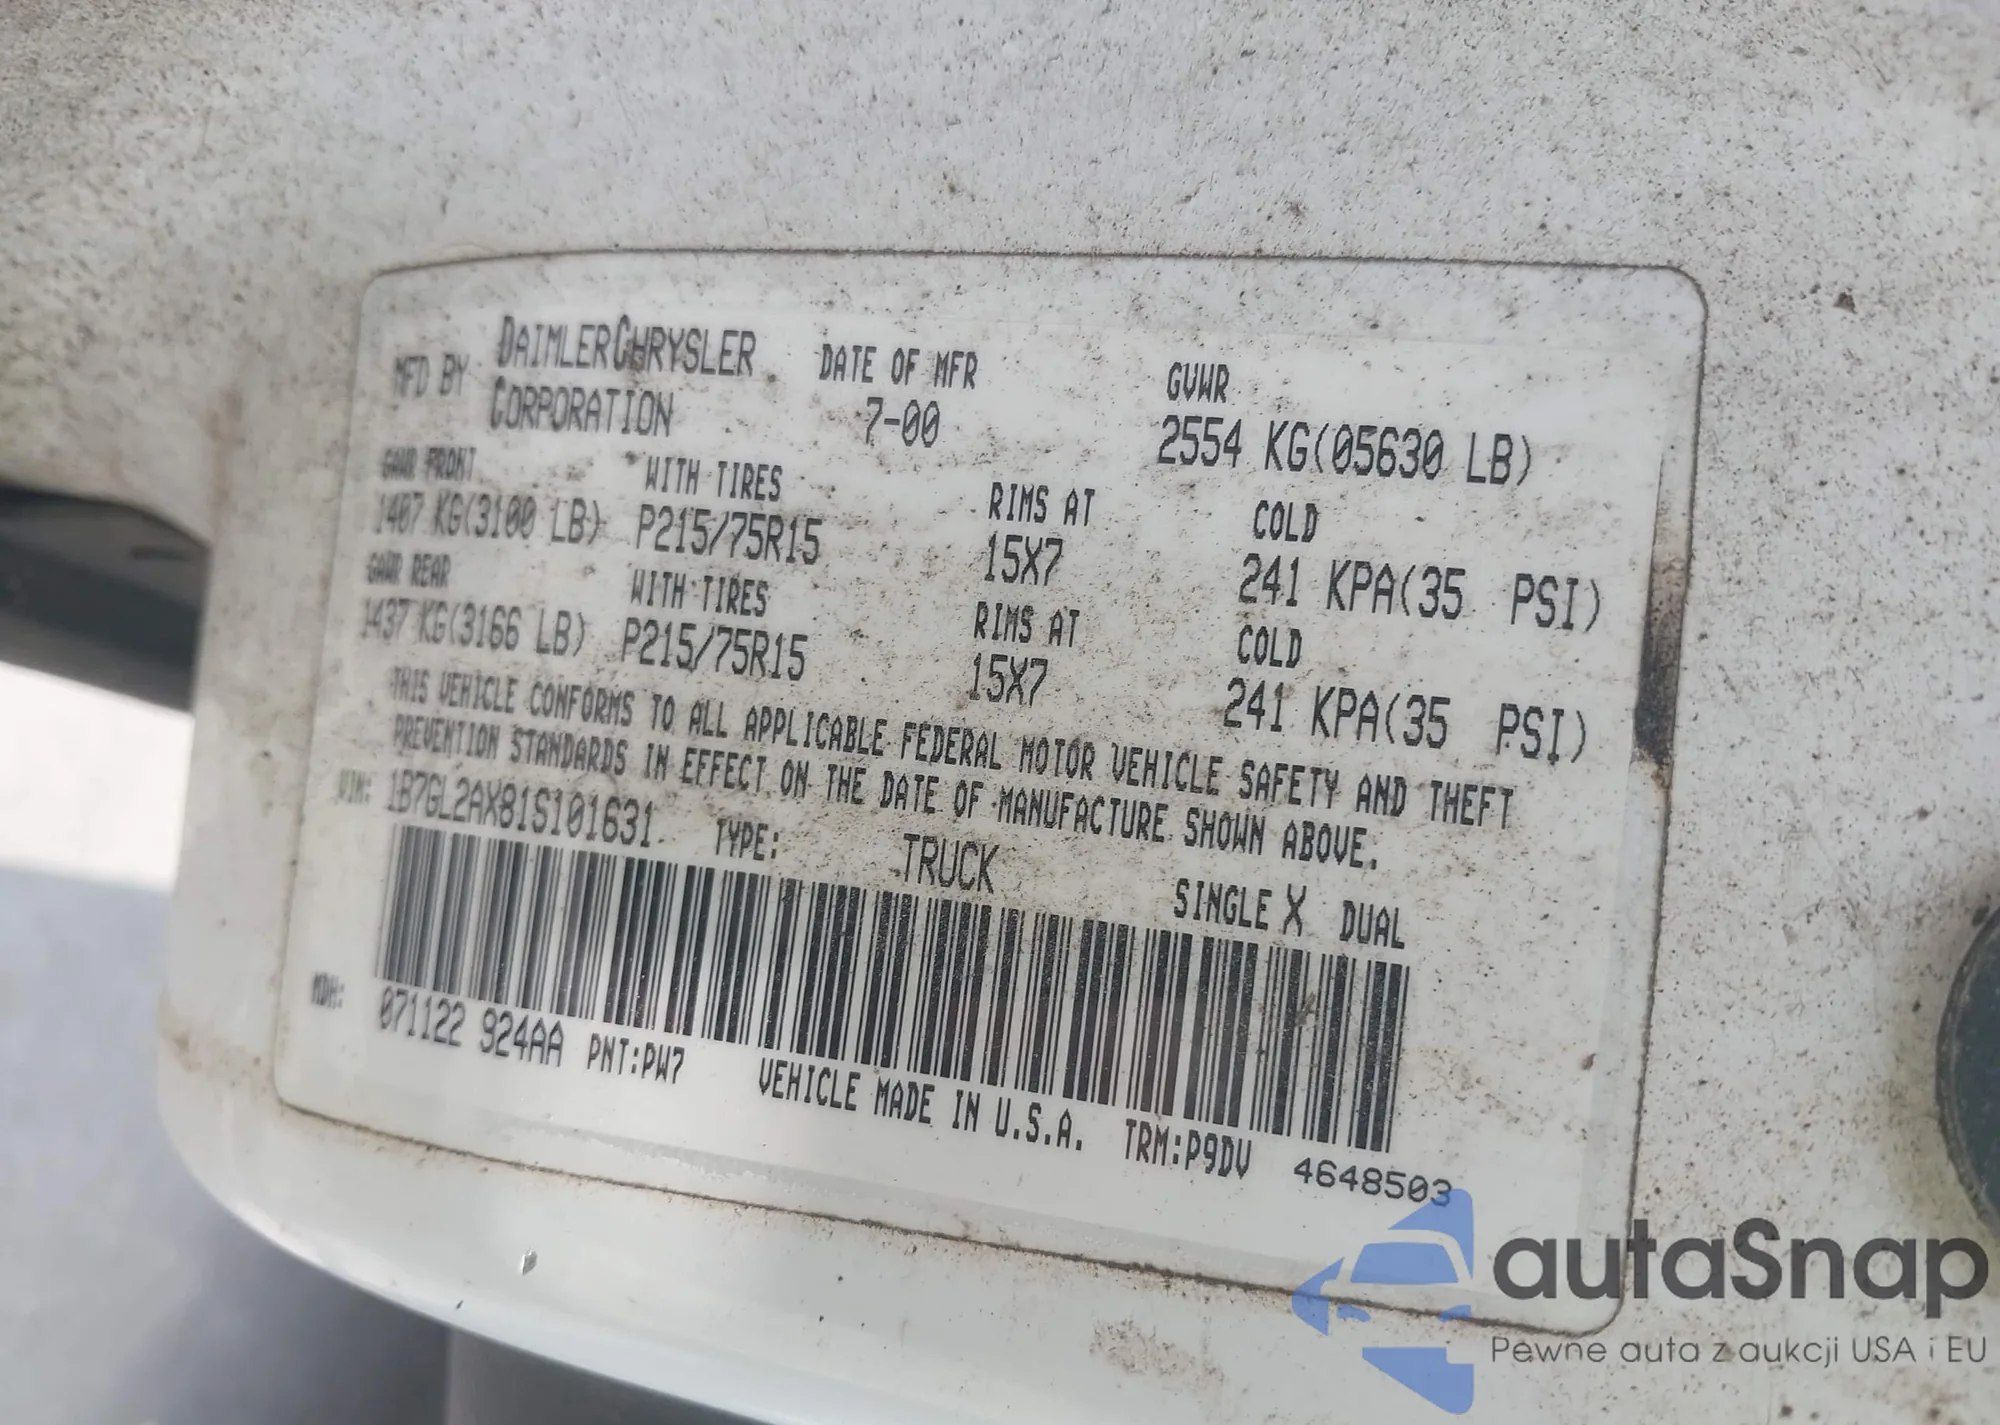 MFD BY DAIMLERCHRYSLER CORPORATION DATE OF MFR 7-00 GVWR 2554 KG(05630 LB)
GAWR FRONT WITH TIRES RIMS AT COLD
1407 KG(3100 LB) P215/75R15 15X7 241 KPA(35 PSI)
GAWR REAR WITH TIRES RIMS AT COLD
1437 KG(3166 LB) P215/75R15 15X7 241 KPA(35 PSI)
THIS VEHICLE CONFORMS TO ALL APPLICABLE FEDERAL MOTOR VEHICLE SAFETY AND THEFT
PREVENTION STANDARDS IN EFFECT ON THE DATE OF MANUFACTURE SHOWN ABOVE.
VIN: 1B7GL2AX81S101631 TYPE: TRUCK SINGLE X DUAL
MDH: 071122 924AA PNT:PW7 VEHICLE MADE IN U.S.A. TRM:P9DV 4648503
autaSnap
Pewne auta z aukcji USA i EU